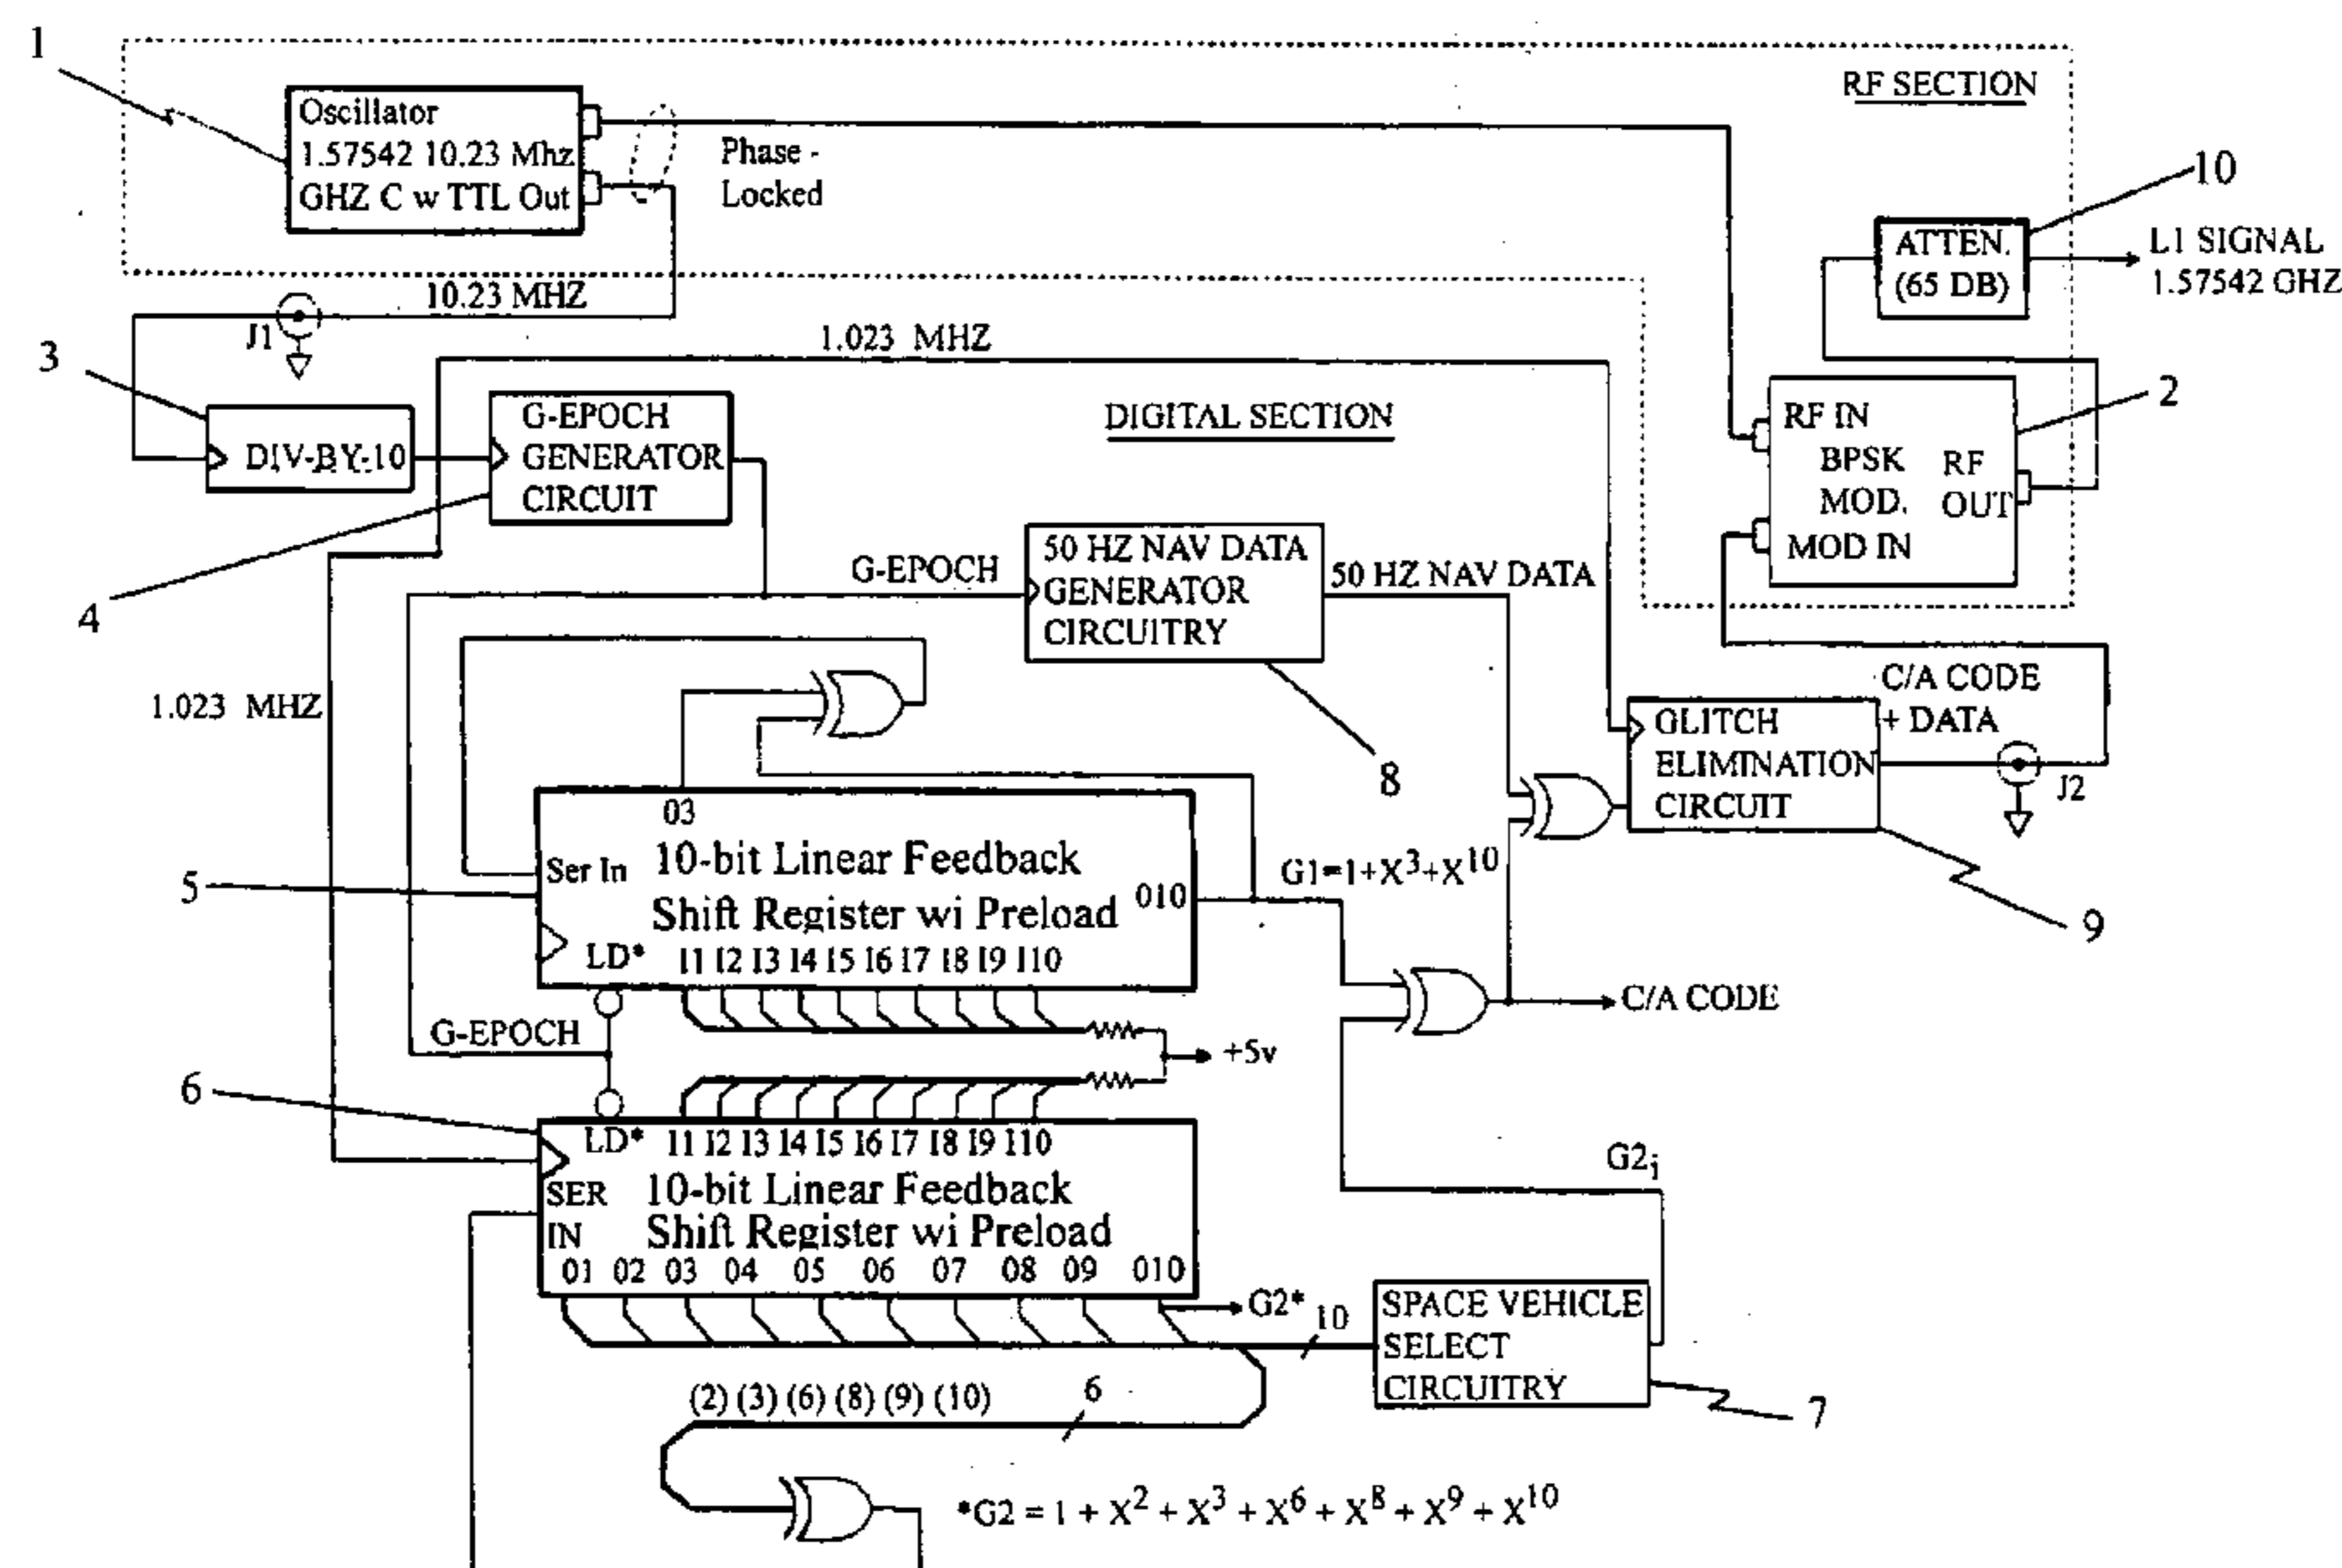 1
RF SECTION
Oscillator
1.57542 10.23 Mhz
GHZ C w TTL Out
Phase -
Locked
10
ATTEN.
(65 DB)
L1 SIGNAL
1.57542 GHZ
10.23 MHZ
J1
1.023 MHZ
3
DIV-BY-10
G-EPOCH
GENERATOR
CIRCUIT
DIGITAL SECTION
2
RF IN
BPSK
MOD.
RF
OUT
MOD IN
4
G-EPOCH
50 HZ NAV DATA
GENERATOR
CIRCUITRY
50 HZ NAV DATA
1.023 MHZ
8
C/A CODE
+ DATA
GLITCH
ELIMINATION
CIRCUIT
J2
9
03
5
Ser In
10-bit Linear Feedback
Shift Register wi Preload
010
LD*
I1 I2 I3 I4 I5 I6 I7 I8 I9 I10
G1=1+X3+X10
C/A CODE
G-EPOCH
+5v
6
LD*
I1 I2 I3 I4 I5 I6 I7 I8 I9 I10
SER
IN
10-bit Linear Feedback
Shift Register wi Preload
01 02 03 04 05 06 07 08 09 010
G2i
G2*
10
SPACE VEHICLE
SELECT
CIRCUITRY
7
(2) (3) (6) (8) (9) (10)
6
*G2 = 1 + X2 + X3 + X6 + X8 + X9 + X10